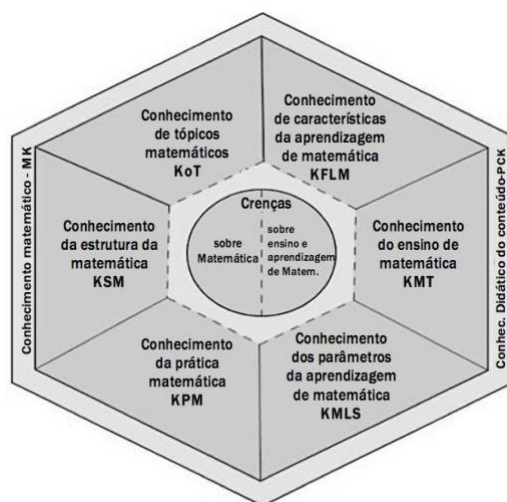 Conhecimento
de tópicos
matemáticos
KoT
Conhecimento
de características
da aprendizagem
de matemática
KFLM
Conhecimento matemático - MK
Conhecimento
da estrutura da
matemática
KSM
Crenças
sobre
Matemática
sobre
ensino e
aprendizagem
de Matem.
Conhecimento
do ensino de
matemática
KMT
Conhec. Didático do conteúdo-PCK
Conhecimento
da prática
matemática
KPM
Conhecimento
dos parâmetros
da aprendizagem
de matemática
KMLS